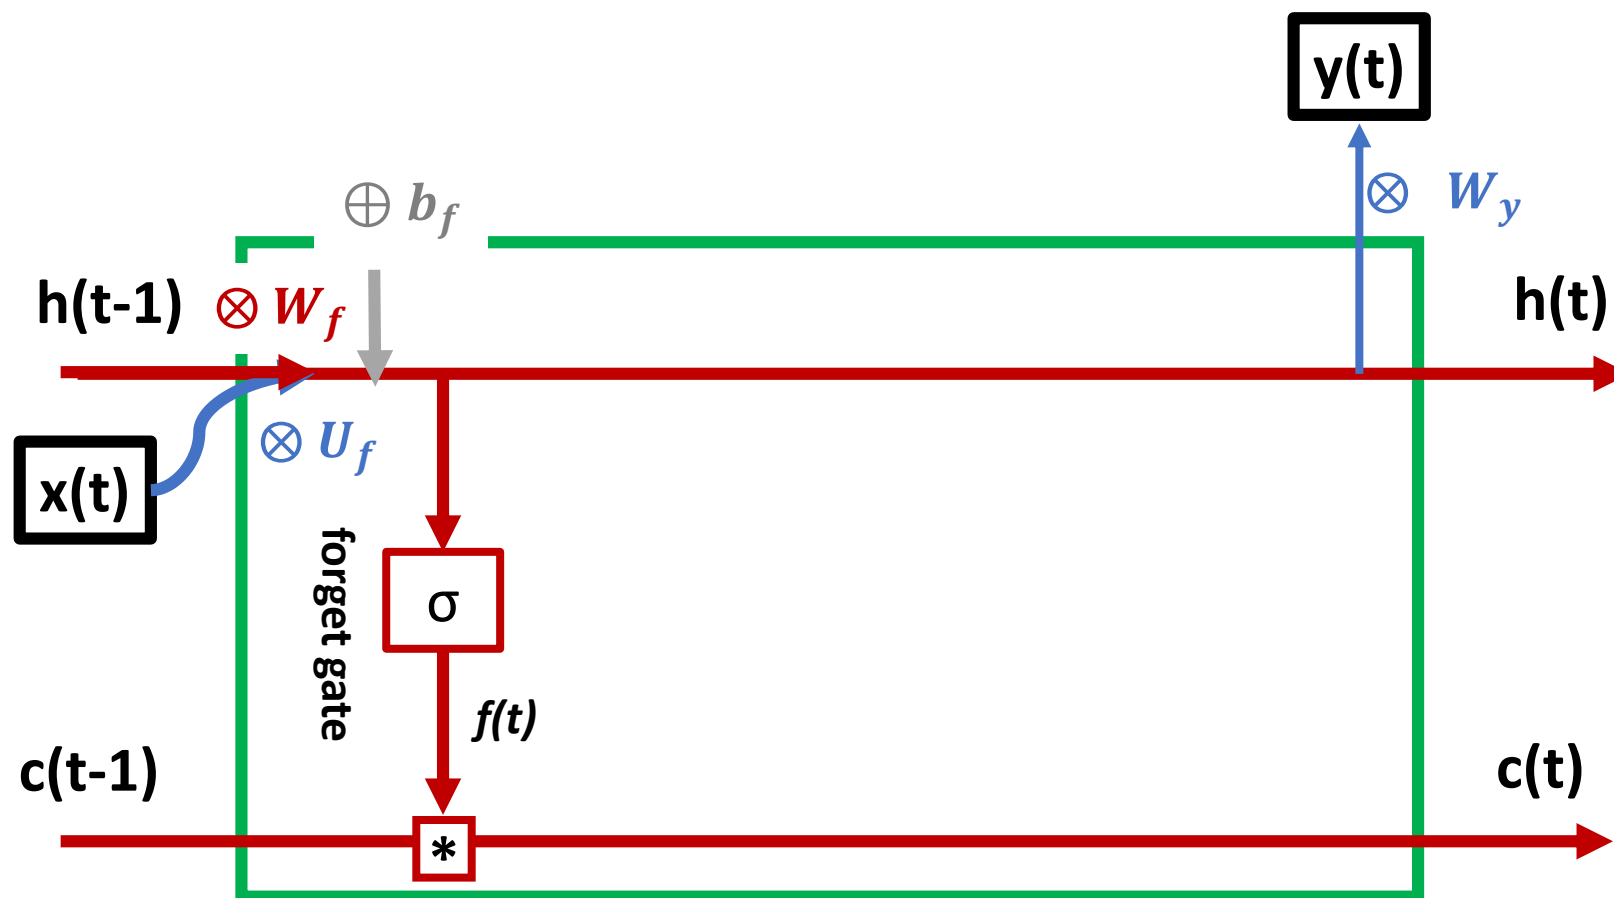 y(t)
⊕ b_f
⊗ W_y
h(t-1)
⊗ W_f
h(t)
⊗ U_f
x(t)
forget gate
σ
f(t)
c(t-1)
c(t)
*